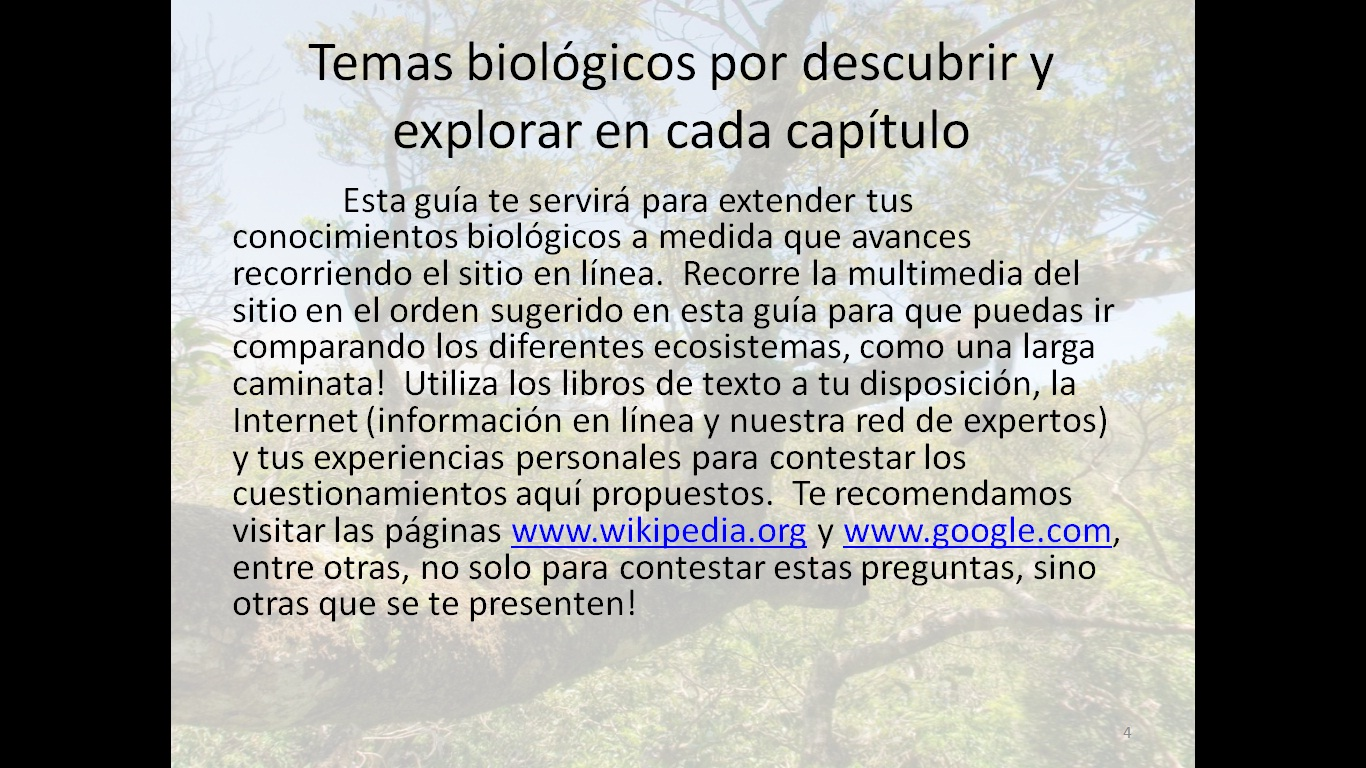 Temas biológicos por descubrir y
explorar en cada capítulo
Esta guía te servirá para extender tus
conocimientos biológicos a medida que avances
recorriendo el sitio en línea.  Recorre la multimedia del
sitio en el orden sugerido en esta guía para que puedas ir
comparando los diferentes ecosistemas, como una larga
caminata!  Utiliza los libros de texto a tu disposición, la
Internet (información en línea y nuestra red de expertos)
y tus experiencias personales para contestar los
cuestionamientos aquí propuestos.  Te recomendamos
visitar las páginas www.wikipedia.org y www.google.com,
entre otras, no solo para contestar estas preguntas, sino
otras que se te presenten!
4